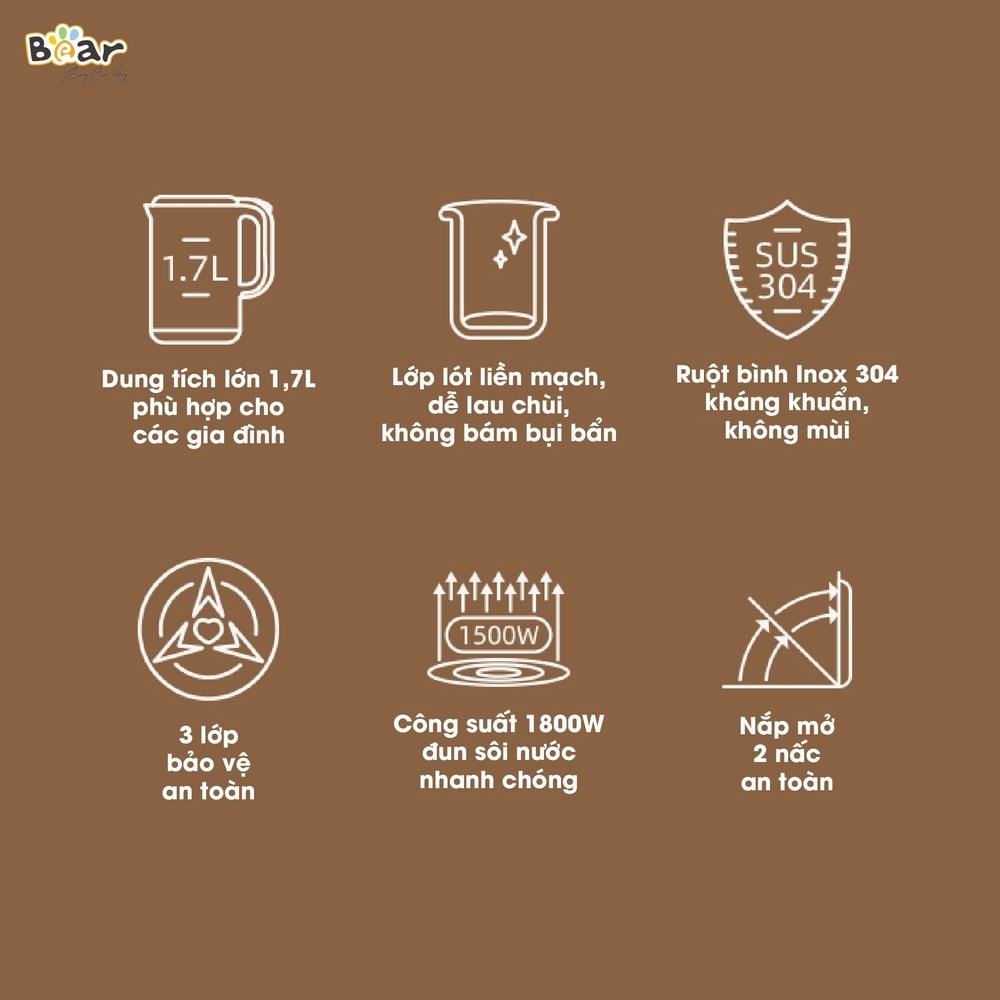 Bear
1.7L
Dung tích lớn 1,7L
phù hợp cho
các gia đình
Lớp lót liền mạch,
dễ lau chùi,
không bám bụi bẩn
SUS
304
Ruột bình Inox 304
kháng khuẩn,
không mùi
3 lớp
bảo vệ
an toàn
1500W
Công suất 1800W
đun sôi nước
nhanh chóng
Nắp mở
2 nấc
an toàn